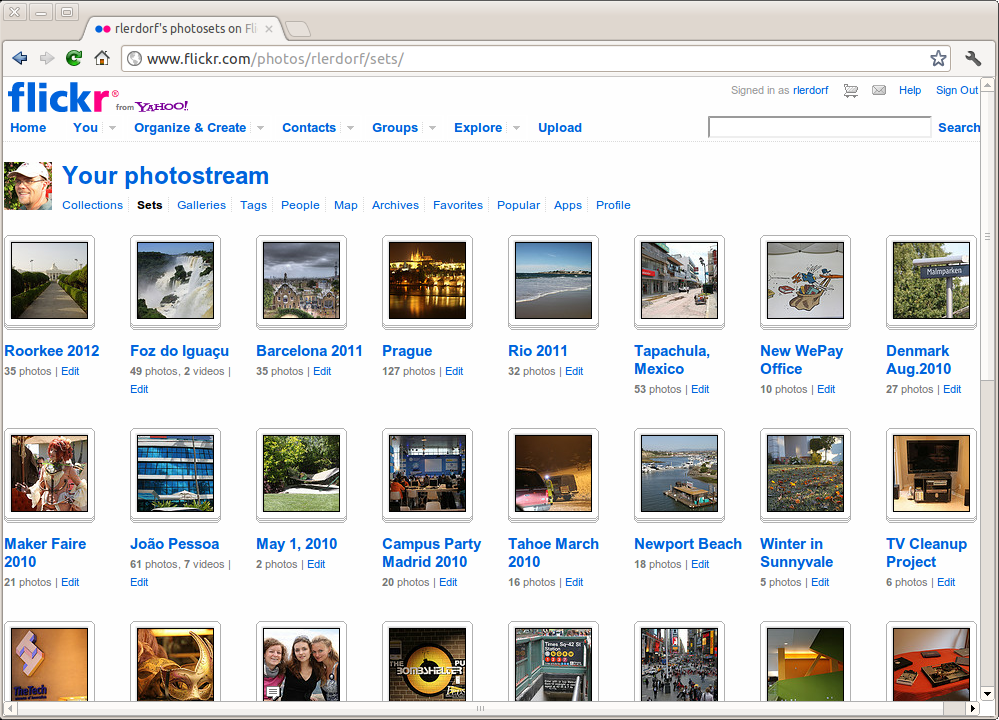 rlerdorf's photosets on Fli
www.flickr.com/photos/rlerdorf/sets/
flickr® from YAHOO!
Signed in as rlerdorf Help Sign Out
Home You Organize & Create Contacts Groups Explore Upload Search
Your photostream
Collections Sets Galleries Tags People Map Archives Favorites Popular Apps Profile
Malmparken
Roorkee 2012 Foz do Iguaçu Barcelona 2011 Prague Rio 2011 Tapachula, New WePay Denmark
Mexico Office Aug.2010
35 photos | Edit 49 photos, 2 videos | 35 photos | Edit 127 photos | Edit 32 photos | Edit
Edit 53 photos | Edit 10 photos | Edit 27 photos | Edit
Maker Faire João Pessoa May 1, 2010 Campus Party Tahoe March Newport Beach Winter in TV Cleanup
2010 Madrid 2010 2010 Sunnyvale Project
61 photos, 7 videos | 2 photos | Edit 18 photos | Edit
21 photos | Edit Edit 20 photos | Edit 16 photos | Edit 5 photos | Edit 6 photos | Edit
TheTech
THE PU
BOMBSHELTER
Times Sq-42 St
Station